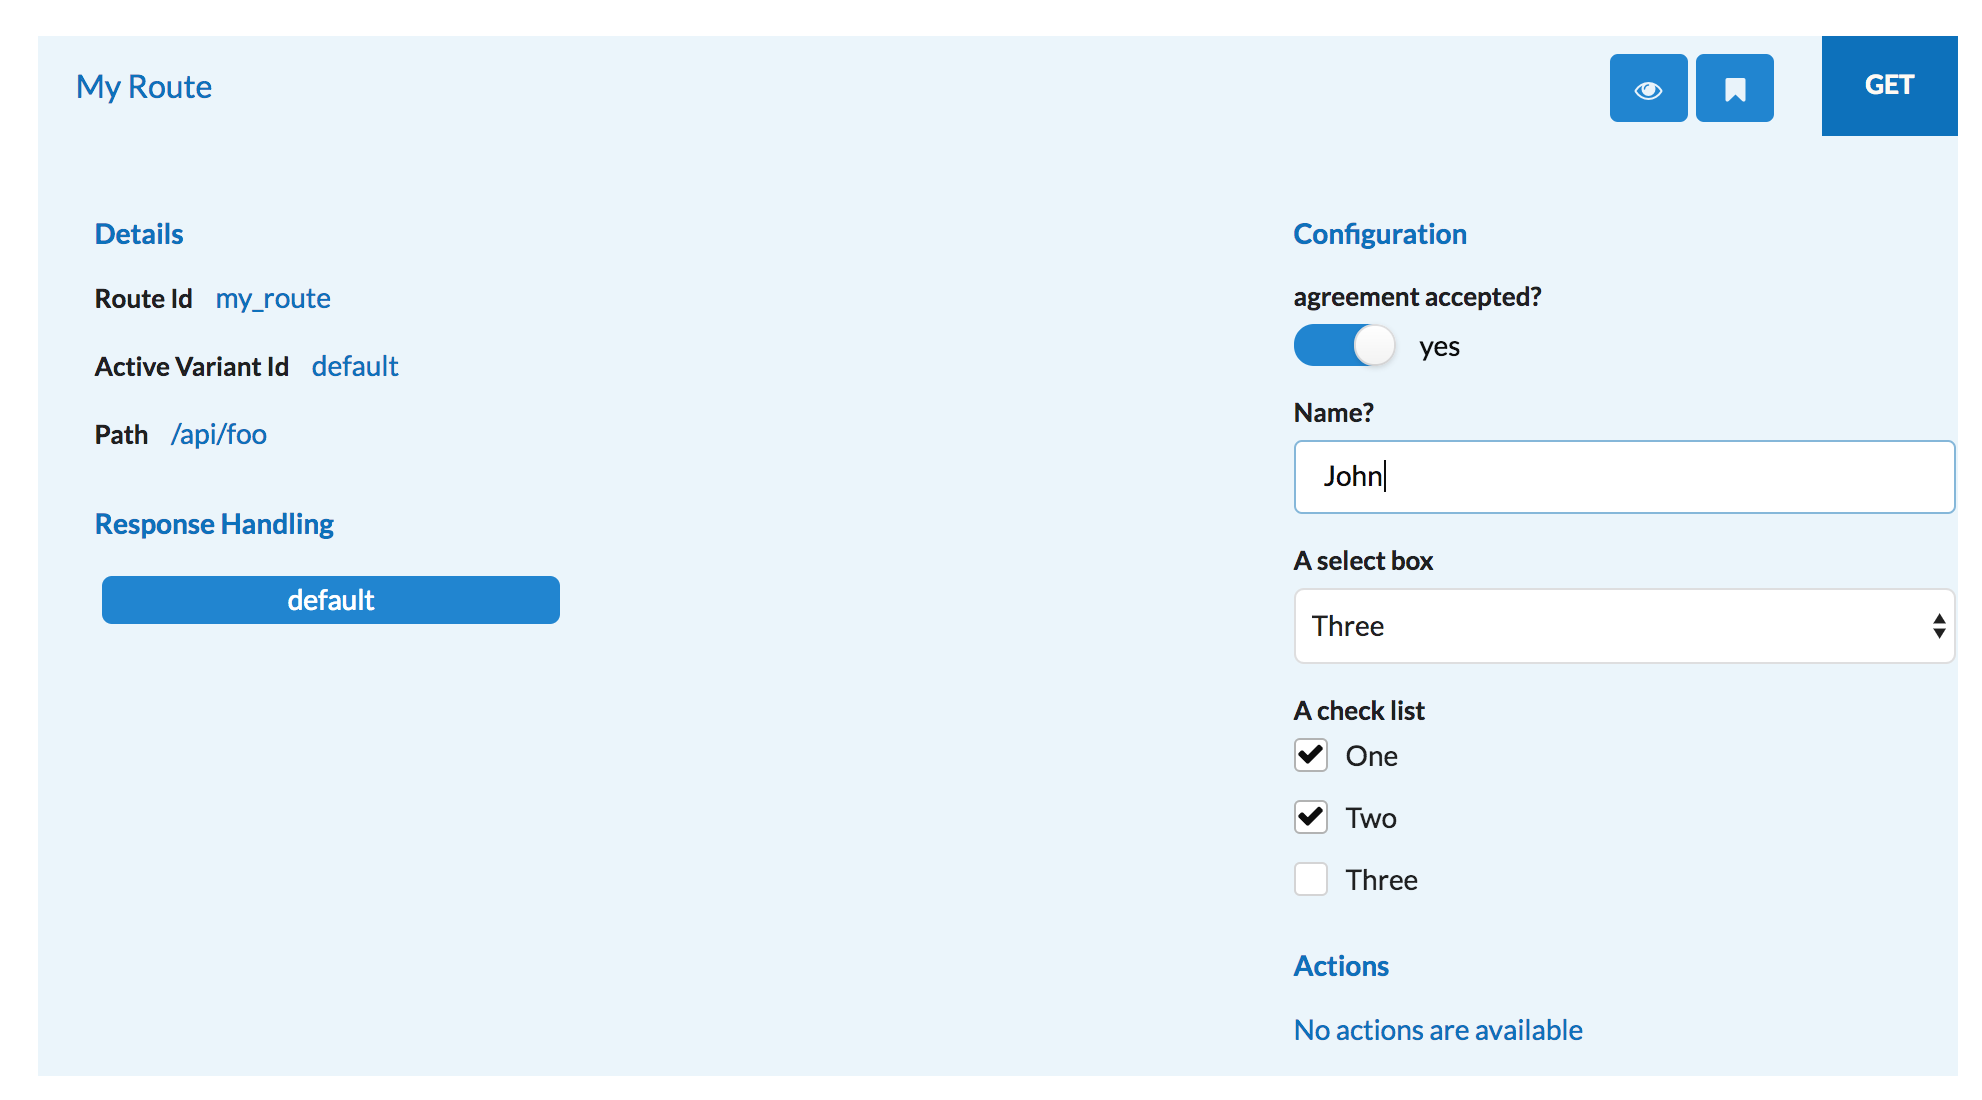 My Route
GET
Details
Route Id my_route
Active Variant Id default
Path /api/foo
Response Handling
default
Configuration
agreement accepted?
yes
Name?
John
A select box
Three
A check list
One
Two
Three
Actions
No actions are available